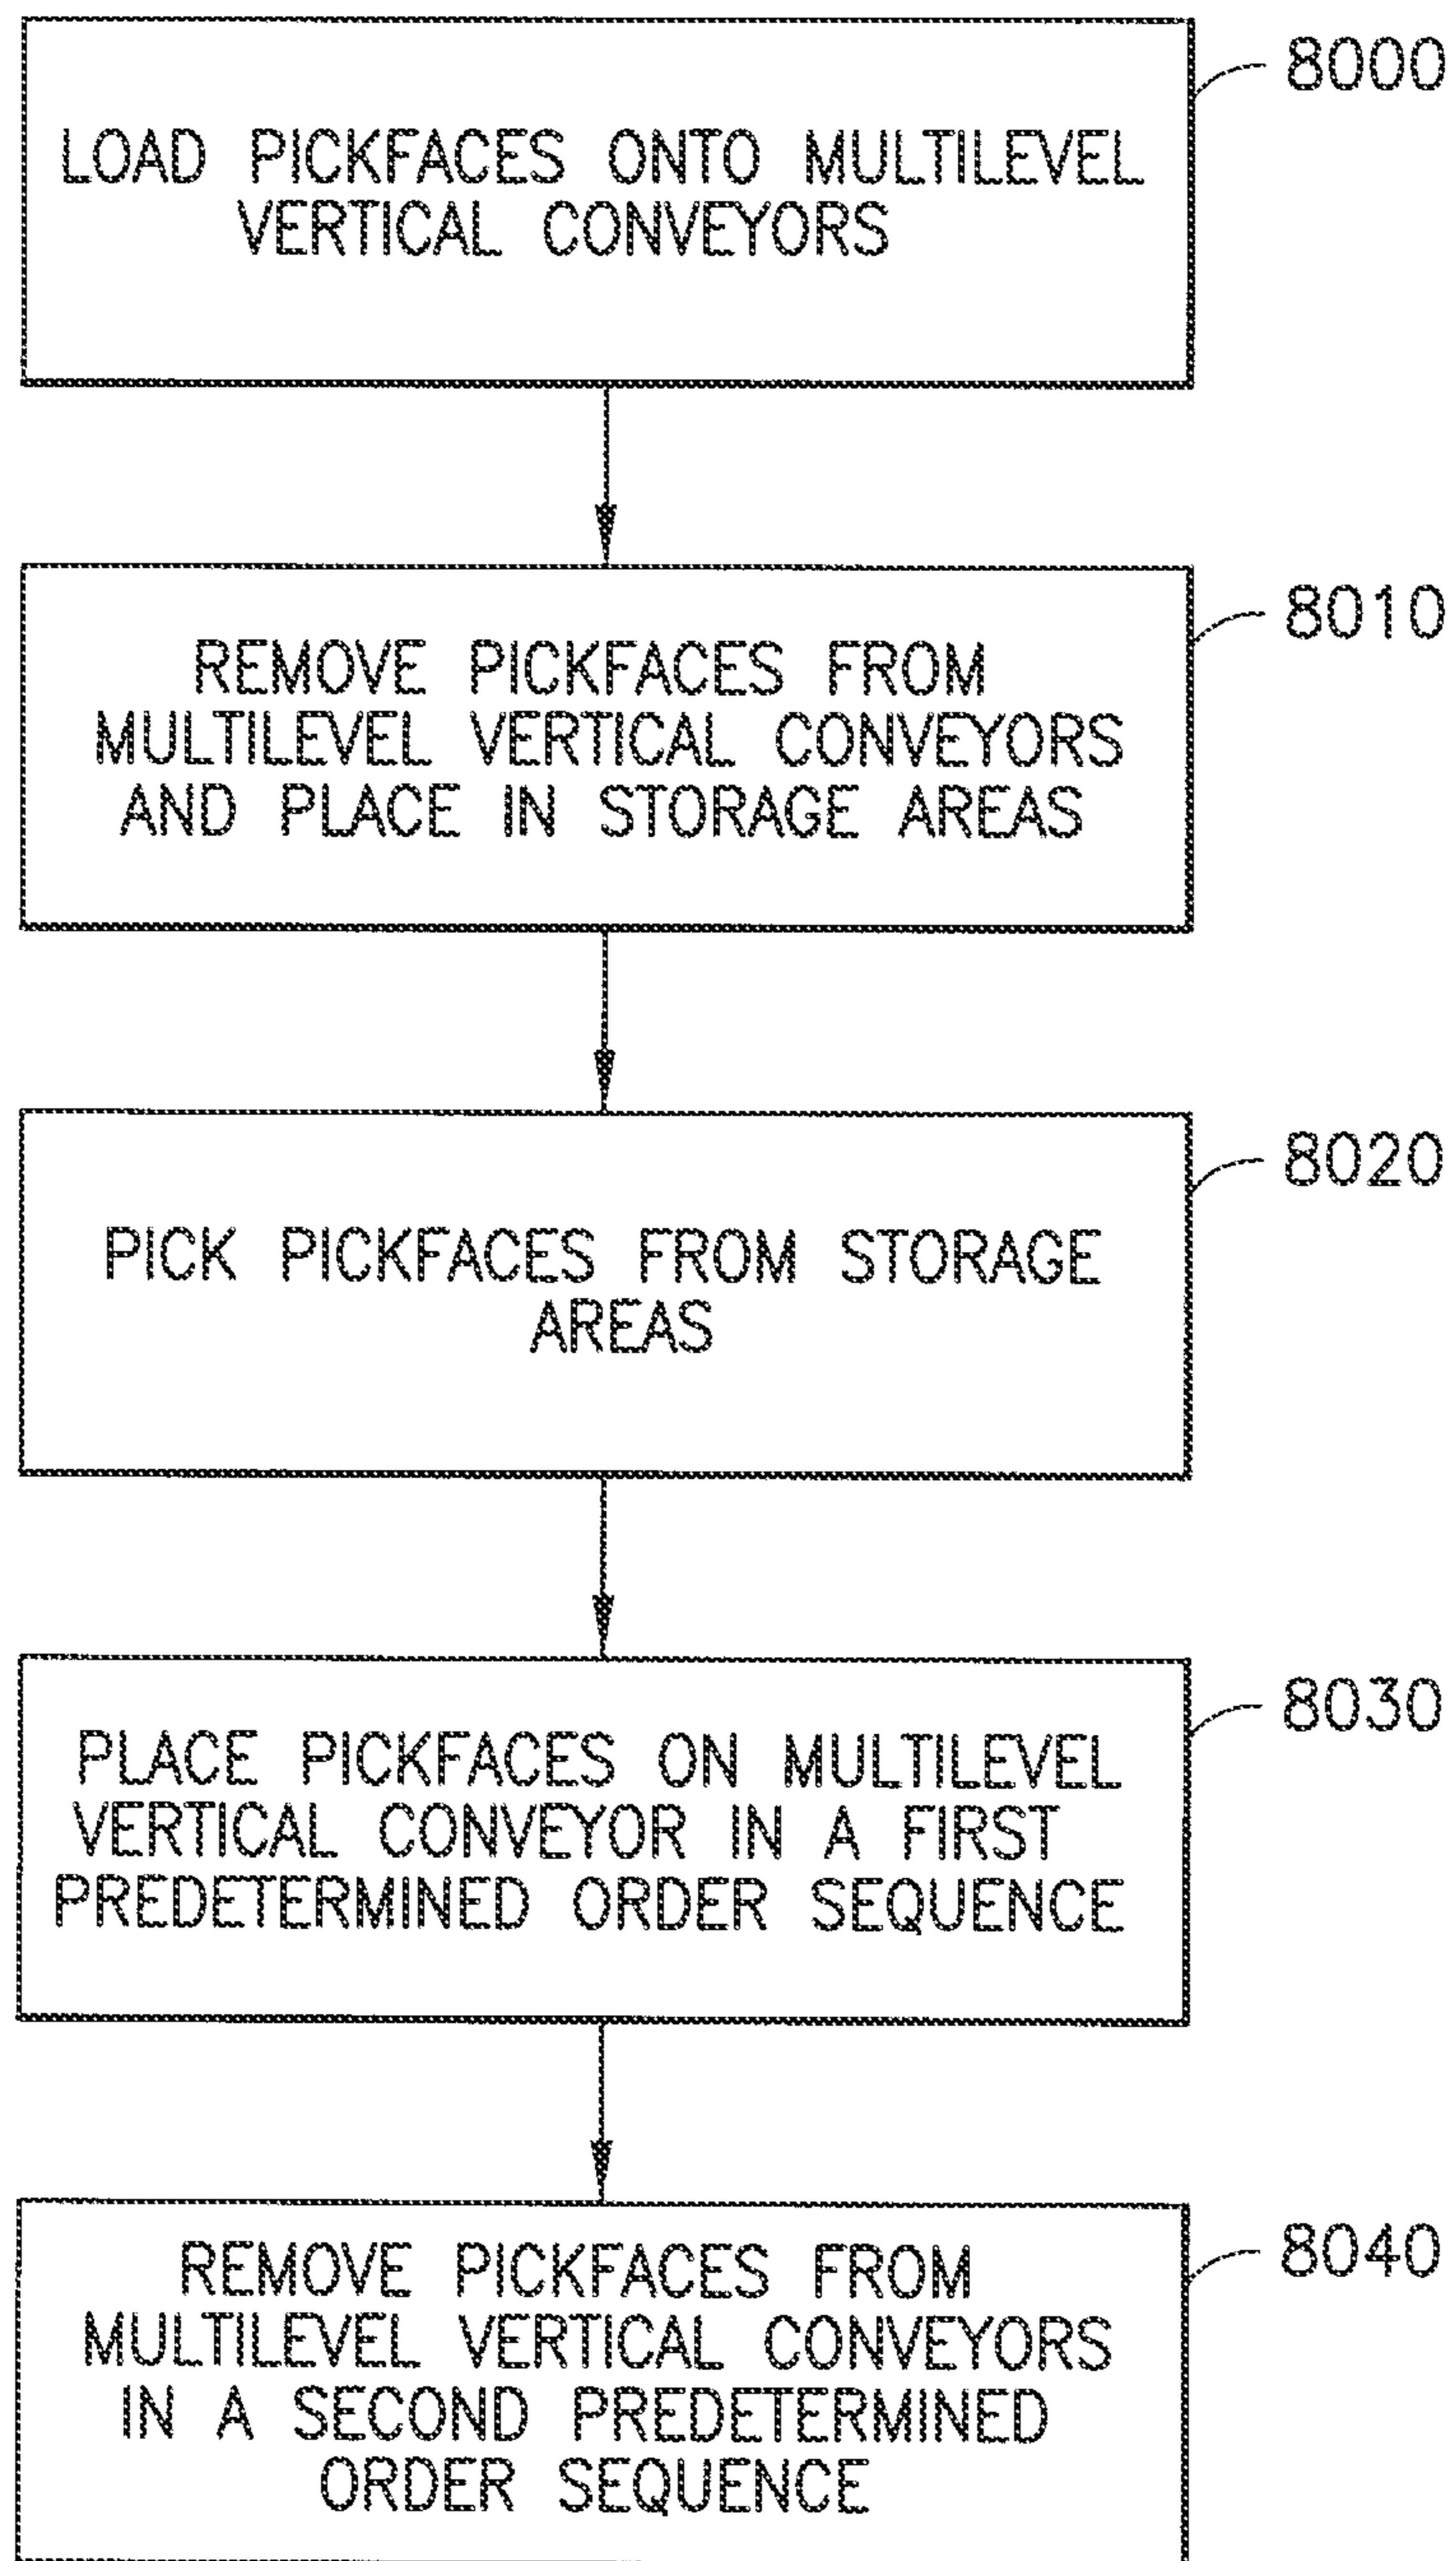 8000
LOAD PICKFACES ONTO MULTILEVEL
VERTICAL CONVEYORS
8010
REMOVE PICKFACES FROM
MULTILEVEL VERTICAL CONVEYORS
AND PLACE IN STORAGE AREAS
8020
PICK PICKFACES FROM STORAGE
AREAS
8030
PLACE PICKFACES ON MULTILEVEL
VERTICAL CONVEYOR IN A FIRST
PREDETERMINED ORDER SEQUENCE
8040
REMOVE PICKFACES FROM
MULTILEVEL VERTICAL CONVEYORS
IN A SECOND PREDETERMINED
ORDER SEQUENCE